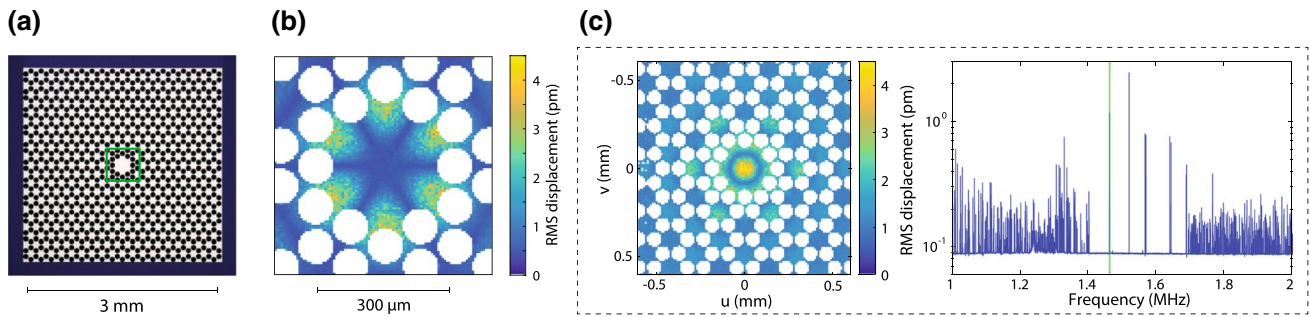 (a)
3 mm
(b)
300 µm
4
3
2
1
0
RMS displacement (pm)
(c)
-0.5
0
0.5
v (mm)
-0.5 0 0.5
u (mm)
4
3
2
1
0
RMS displacement (pm)
10⁰
10⁻¹
1 1.2 1.4 1.6 1.8 2
Frequency (MHz)